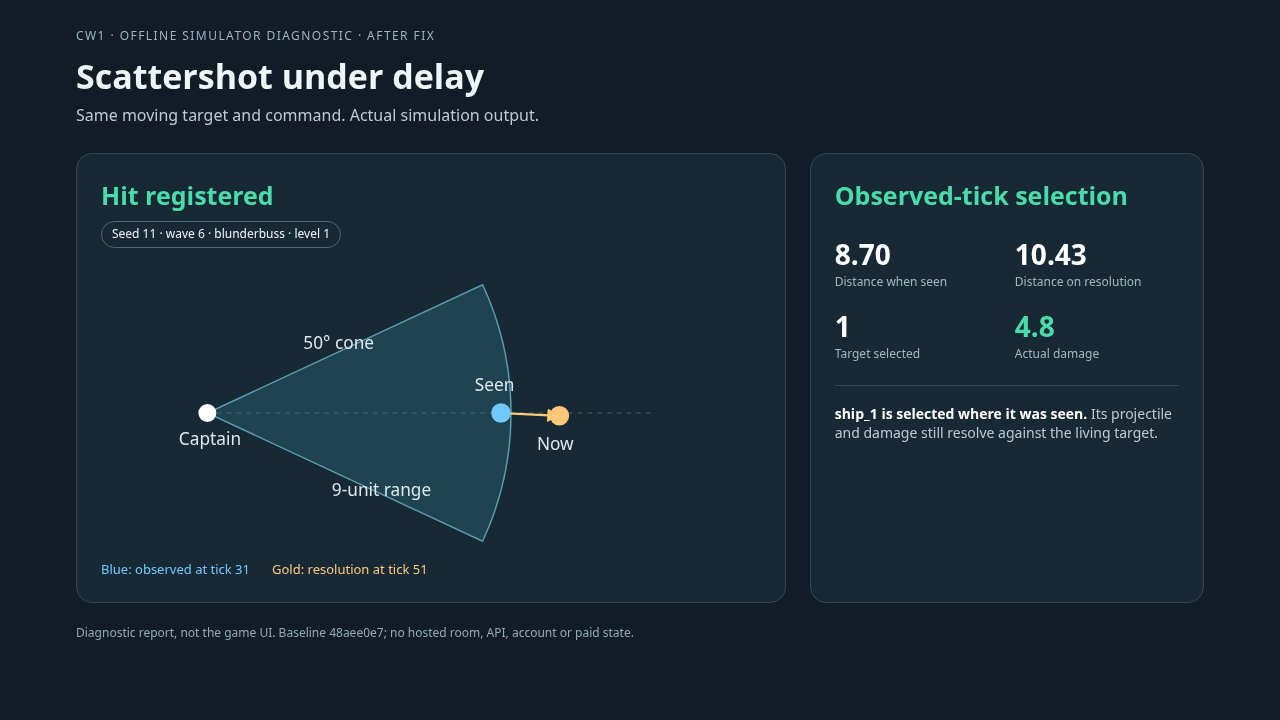 CW1 · OFFLINE SIMULATOR DIAGNOSTIC · AFTER FIX
Scattershot under delay
Same moving target and command. Actual simulation output.
Hit registered
Seed 11 · wave 6 · blunderbuss · level 1
50° cone
Seen
Captain
Now
9-unit range
Blue: observed at tick 31
Gold: resolution at tick 51
Observed-tick selection
8.70
Distance when seen
10.43
Distance on resolution
1
Target selected
4.8
Actual damage
ship_1 is selected where it was seen. Its projectile
and damage still resolve against the living target.
Diagnostic report, not the game UI. Baseline 48aee0e7; no hosted room, API, account or paid state.